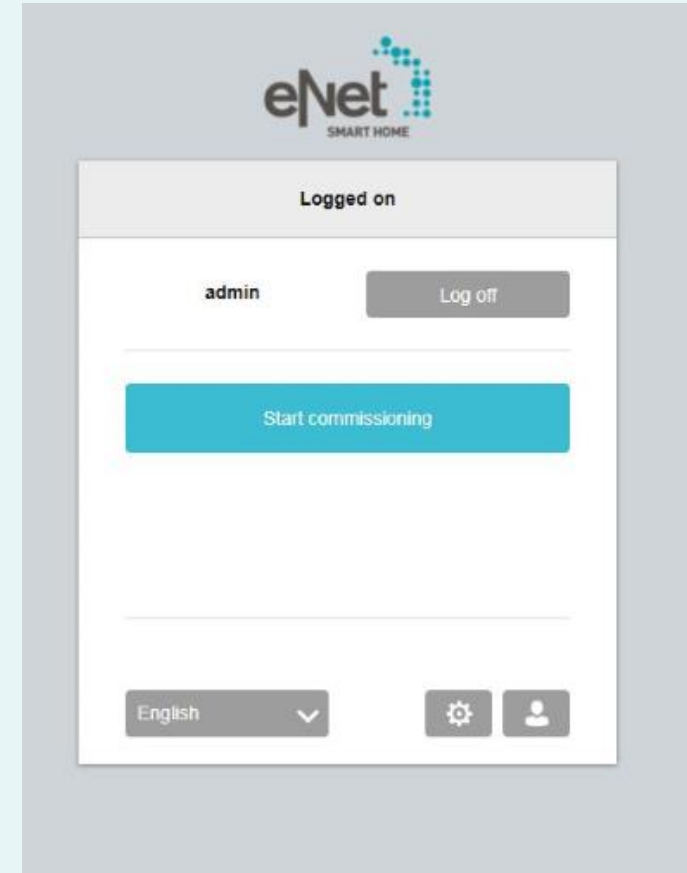 eNet
SMART HOME
Logged on
admin
Log off
Start commissioning
English